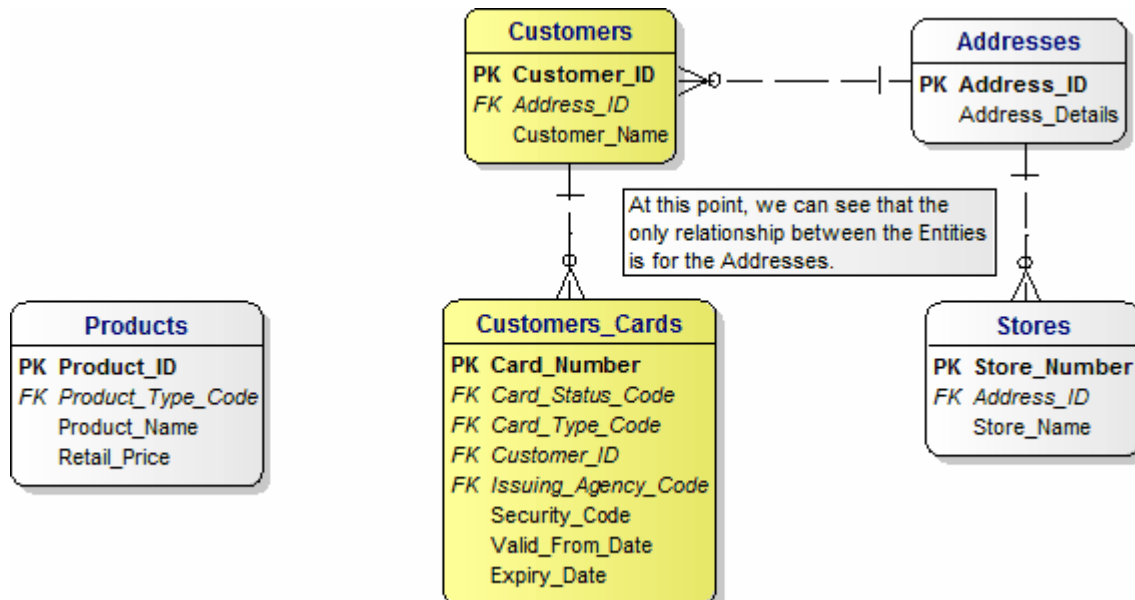 Customers
PK Customer_ID
FK Address_ID
Customer_Name
Addresses
PK Address_ID
Address_Details
At this point, we can see that the
only relationship between the Entities
is for the Addresses.
Products
PK Product_ID
FK Product_Type_Code
Product_Name
Retail_Price
Customers_Cards
PK Card_Number
FK Card_Status_Code
FK Card_Type_Code
FK Customer_ID
FK Issuing_Agency_Code
Security_Code
Valid_From_Date
Expiry_Date
Stores
PK Store_Number
FK Address_ID
Store_Name